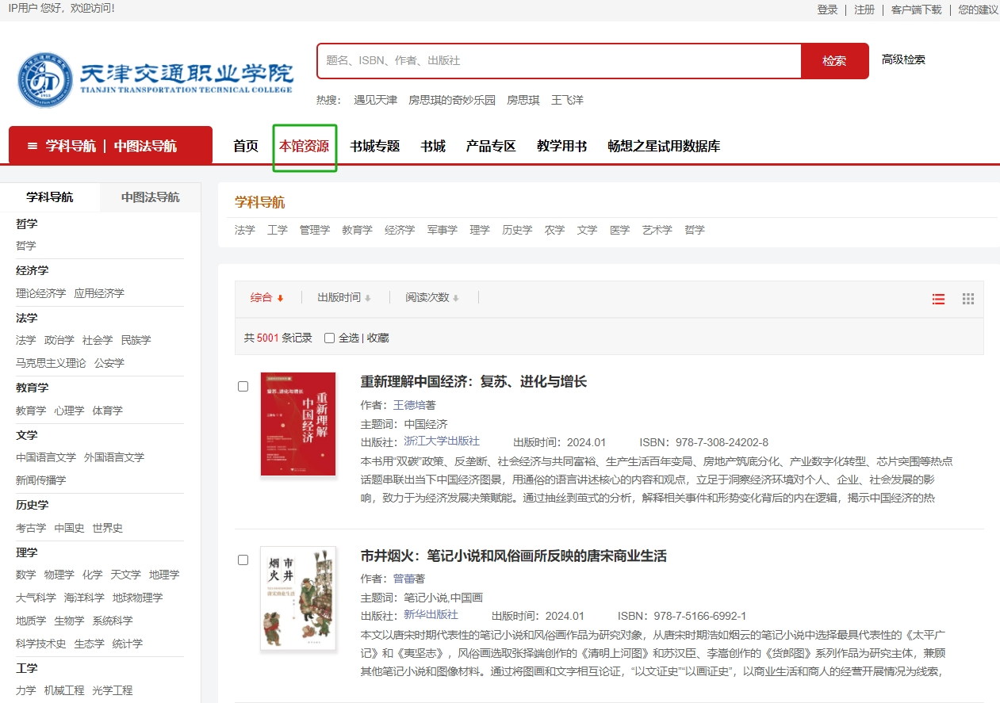 IP用户 您好，欢迎访问！ 登录 | 注册 | 客户端下载 | 您的建议
天津交通职业学院
TIANJIN TRANSPORTATION TECHNICAL COLLEGE
题名、ISBN、作者、出版社 检索 高级检索
热搜： 遇见天津 房思琪的奇妙乐园 房思琪 王飞洋
≡ 学科导航 | 中图法导航 首页 本馆资源 书城专题 书城 产品专区 教学用书 畅想之星试用数据库
学科导航 中图法导航
哲学
哲学
经济学
理论经济学 应用经济学
法学
法学 政治学 社会学 民族学
马克思主义理论 公安学
教育学
教育学 心理学 体育学
文学
中国语言文学 外国语言文学
新闻传播学
历史学
考古学 中国史 世界史
理学
数学 物理学 化学 天文学 地理学
大气科学 海洋科学 地球物理学
地质学 生物学 系统科学
科学技术史 生态学 统计学
工学
力学 机械工程 光学工程
学科导航
法学 工学 管理学 教育学 经济学 军事学 理学 历史学 农学 文学 医学 艺术学 哲学
综合 出版时间 阅读次数
共 5001 条记录 全选 | 收藏
复苏、进化与增长
重新理解
中国经济
重新理解中国经济：复苏、进化与增长
作者：王德培著
主题词：中国经济
出版社：浙江大学出版社 出版时间：2024.01 ISBN：978-7-308-24202-8
本书用“双碳”政策、反垄断、社会经济与共同富裕、生产生活百年变局、房地产筑底分化、产业数字化转型、芯片突围等热点
话题串联出当下中国经济图景，用通俗的语言讲述核心的内容和观点，立足于洞察经济环境对个人、企业、社会发展的影
响，致力于为经济发展决策赋能。通过抽丝剥茧式的分析，解释相关事件和形势变化背后的内在逻辑，揭示中国经济的热
市井
烟火
市井烟火：笔记小说和风俗画所反映的唐宋商业生活
作者：曾蕾著
主题词：笔记小说,中国画
出版社：新华出版社 出版时间：2024.01 ISBN：978-7-5166-6992-1
本文以唐宋时期代表性的笔记小说和风俗画作品为研究对象，从唐宋时期浩如烟云的笔记小说中选择最具代表性的《太平广
记》和《夷坚志》，风俗画选取张择端创作的《清明上河图》和苏汉臣、李嵩创作的《货郎图》系列作品为研究主体，兼顾
其他笔记小说和图像材料。通过将图画和文字相互论证，“以文证史”“以画证史”，以商业生活和商人的经营开展情况为线索，